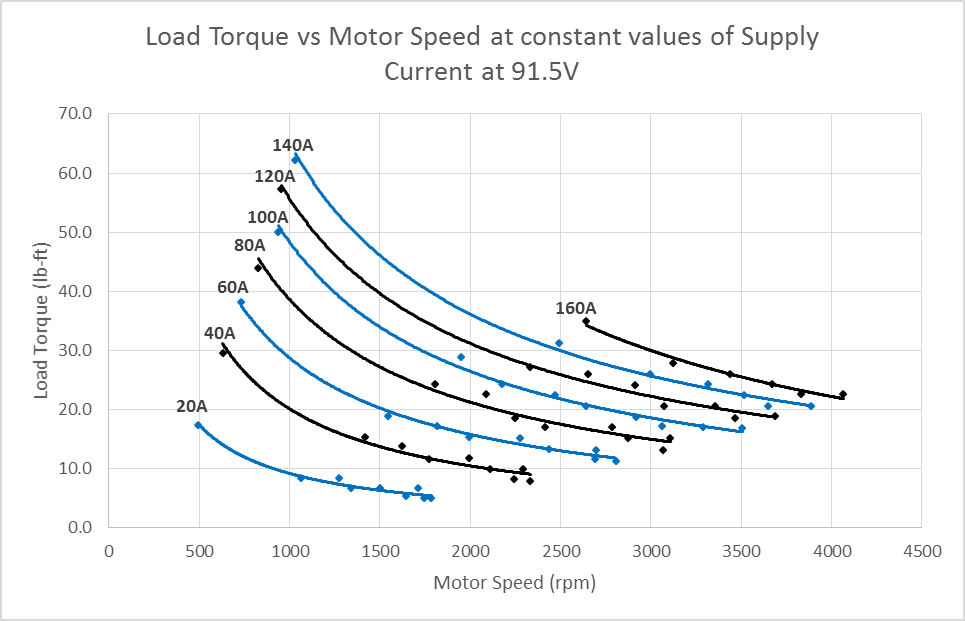 Load Torque vs Motor Speed at constant values of Supply
Current at 91.5V
70.0
60.0
50.0
40.0
30.0
20.0
10.0
0.0
Load Torque (lb-ft)
140A
120A
100A
80A
60A
40A
20A
160A
0 500 1000 1500 2000 2500 3000 3500 4000 4500
Motor Speed (rpm)